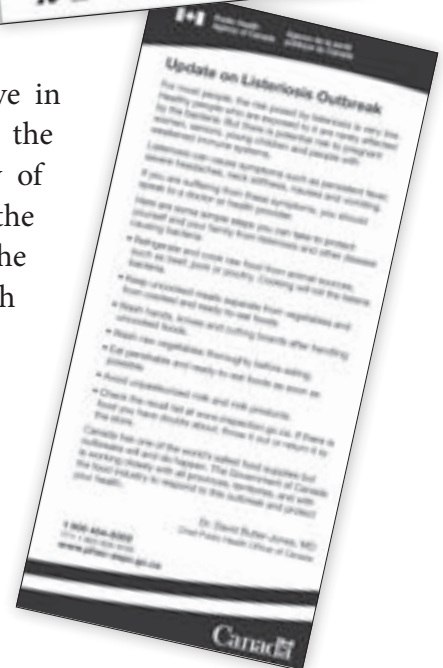 ve in
the
of
the
he
h
Public Health
Agency of Canada
Agence de la santé
publique du Canada
Update on Listeriosis Outbreak
For most people, the risk posed by listeriosis is very low.
healthy people who are exposed to it are rarely affected
by the bacteria. But there is potential risk to pregnant
women, seniors, young children and people with
weakened immune systems.
Listeriosis can cause symptoms such as persistent fever,
severe headaches, neck stiffness, nausea and vomiting.
If you are suffering from these symptoms, you should
speak to a doctor or health provider.
Here are some simple steps you can take to protect
yourself and your family from listeriosis and other disease
causing bacteria:
• Refrigerate and cook raw food from animal sources,
such as beef, pork or poultry. Cooking will kill the listeria
bacteria.
• Keep uncooked meats separate from vegetables and
from cooked and ready-to-eat foods.
• Wash hands, knives and cutting boards after handling
uncooked foods.
• Wash raw vegetables thoroughly before eating.
• Eat perishable and ready-to-eat foods as soon as
possible.
• Avoid unpasteurized milk and milk products.
• Check the recall list at www.inspection.gc.ca. If there is
food you have doubts about, throw it out or return it to
the store.
Canada has one of the world's safest food supplies but
outbreaks will and do happen. The Government of Canada
is working closely with all provinces, territories, and with
the food industry to respond to this outbreak and protect
your health.
Dr. David Butler-Jones, MD
Chief Public Health Officer of Canada
www.phac-aspc.gc.ca
Canada